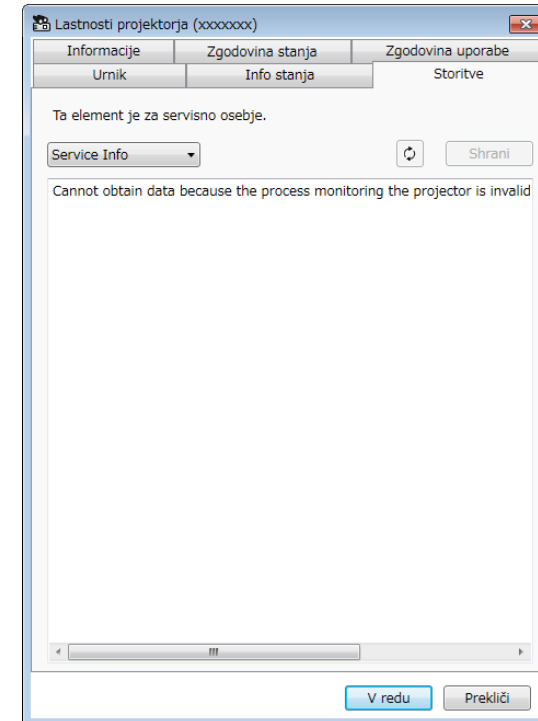 Lastnosti projektorja (xxxxxxx)
Informacije Zgodovina stanja Zgodovina uporabe
Urnik Info stanja Storitve
Ta element je za servisno osebje.
Service Info Shrani
Cannot obtain data because the process monitoring the projector is invalid
V redu Prekliči